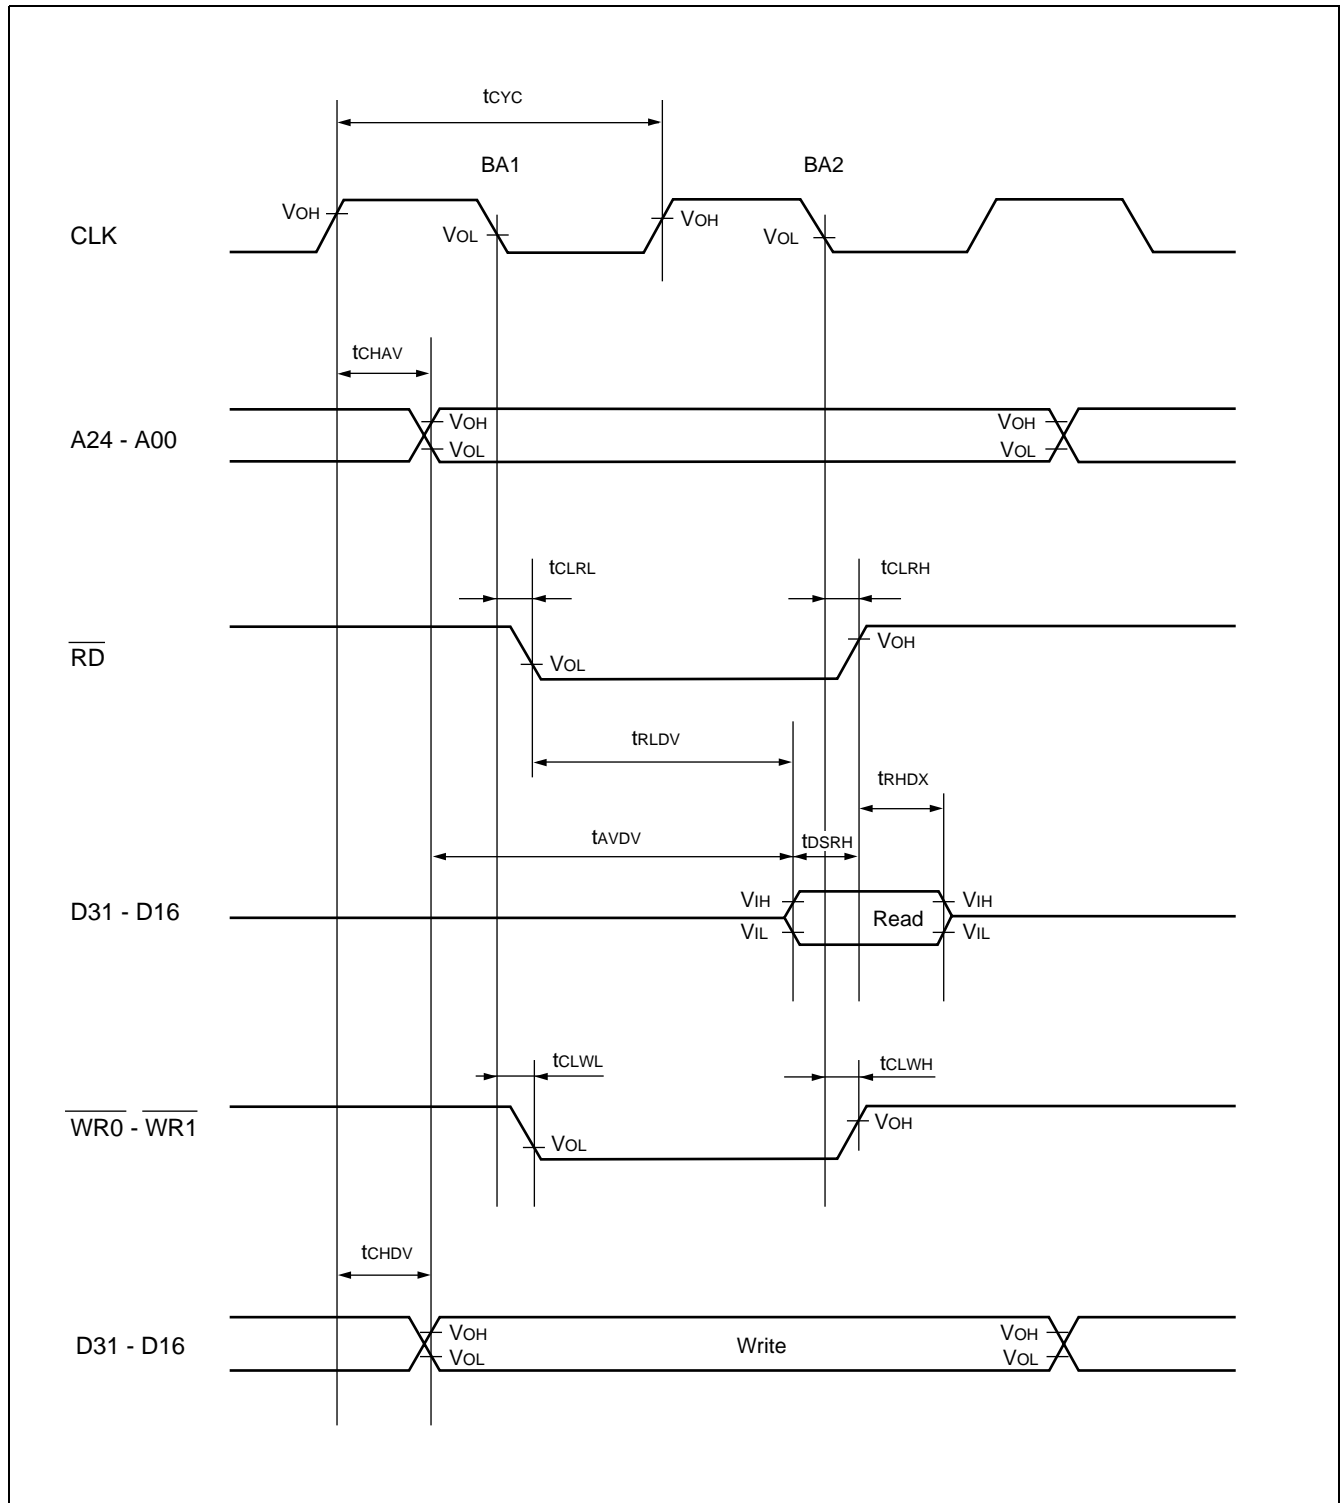 tCYC
BA1 BA2
CLK VOH VOL VOH VOL
tCHAV
A24 - A00 VOH VOH
VOL VOL
tCLRL tCLRH
RD VOL VOH
tRLDV
tRHDX
tAVDV tDSRH
D31 - D16 VIH Read VIH
VIL VIL
tCLWL tCLWH
WR0 - WR1 VOL VOH
tCHDV
D31 - D16 VOH Write VOH
VOL VOL